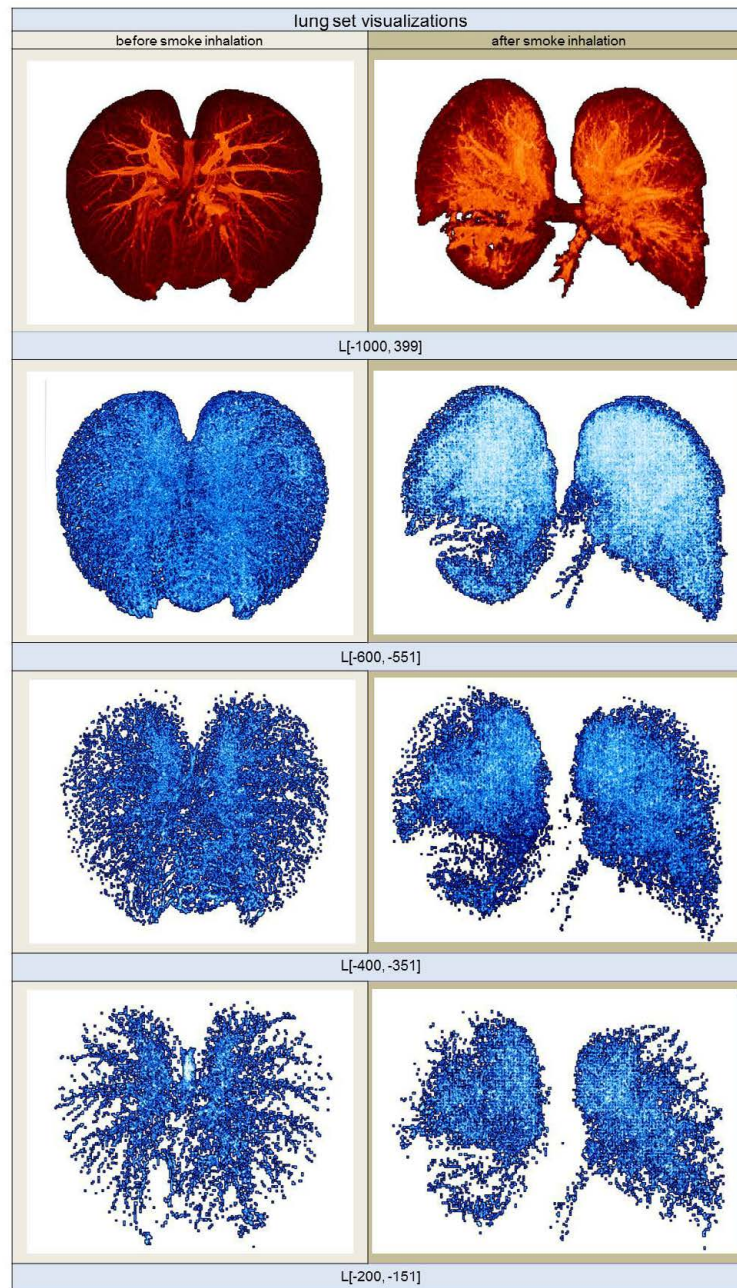 lung set visualizations
before smoke inhalation
after smoke inhalation
L[-1000, 399]
L[-600, -551]
L[-400, -351]
L[-200, -151]